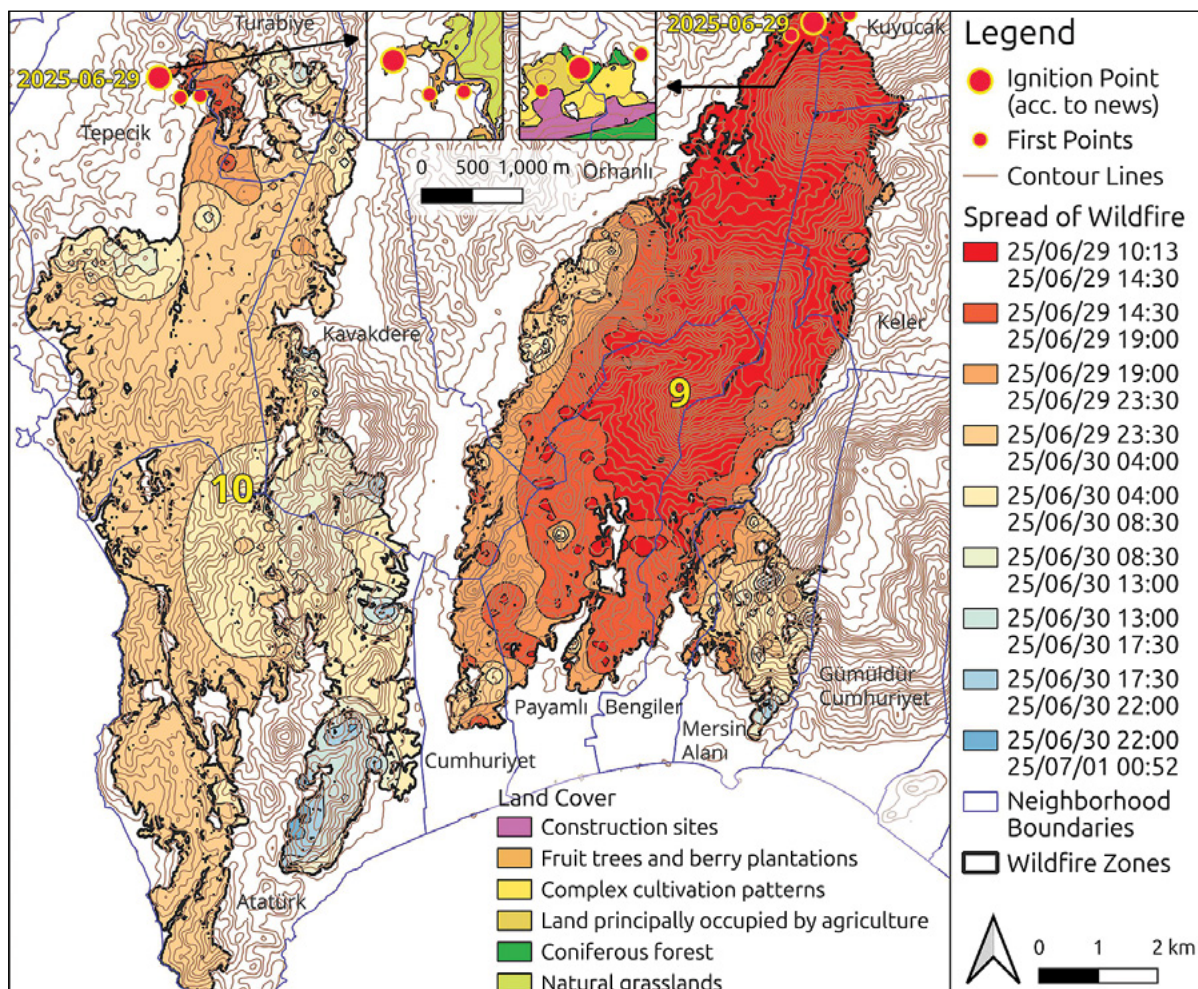 Turabiye
2025-06-29
Kuyucak
2025-06-29
Tepecik
0 500 1,000 m
Orhanlı
Kavakdere
Keler
9
10
Gümüldür
Cumhuriyet
Payamlı
Bengiler
Mersin
Alanı
Cumhuriyet
Atatürk
Land Cover
Construction sites
Fruit trees and berry plantations
Complex cultivation patterns
Land principally occupied by agriculture
Coniferous forest
Natural grasslands
Legend
Ignition Point
(acc. to news)
First Points
Contour Lines
Spread of Wildfire
25/06/29 10:13
25/06/29 14:30
25/06/29 14:30
25/06/29 19:00
25/06/29 19:00
25/06/29 23:30
25/06/29 23:30
25/06/30 04:00
25/06/30 04:00
25/06/30 08:30
25/06/30 08:30
25/06/30 13:00
25/06/30 13:00
25/06/30 17:30
25/06/30 17:30
25/06/30 22:00
25/06/30 22:00
25/07/01 00:52
Neighborhood
Boundaries
Wildfire Zones
0 1 2 km